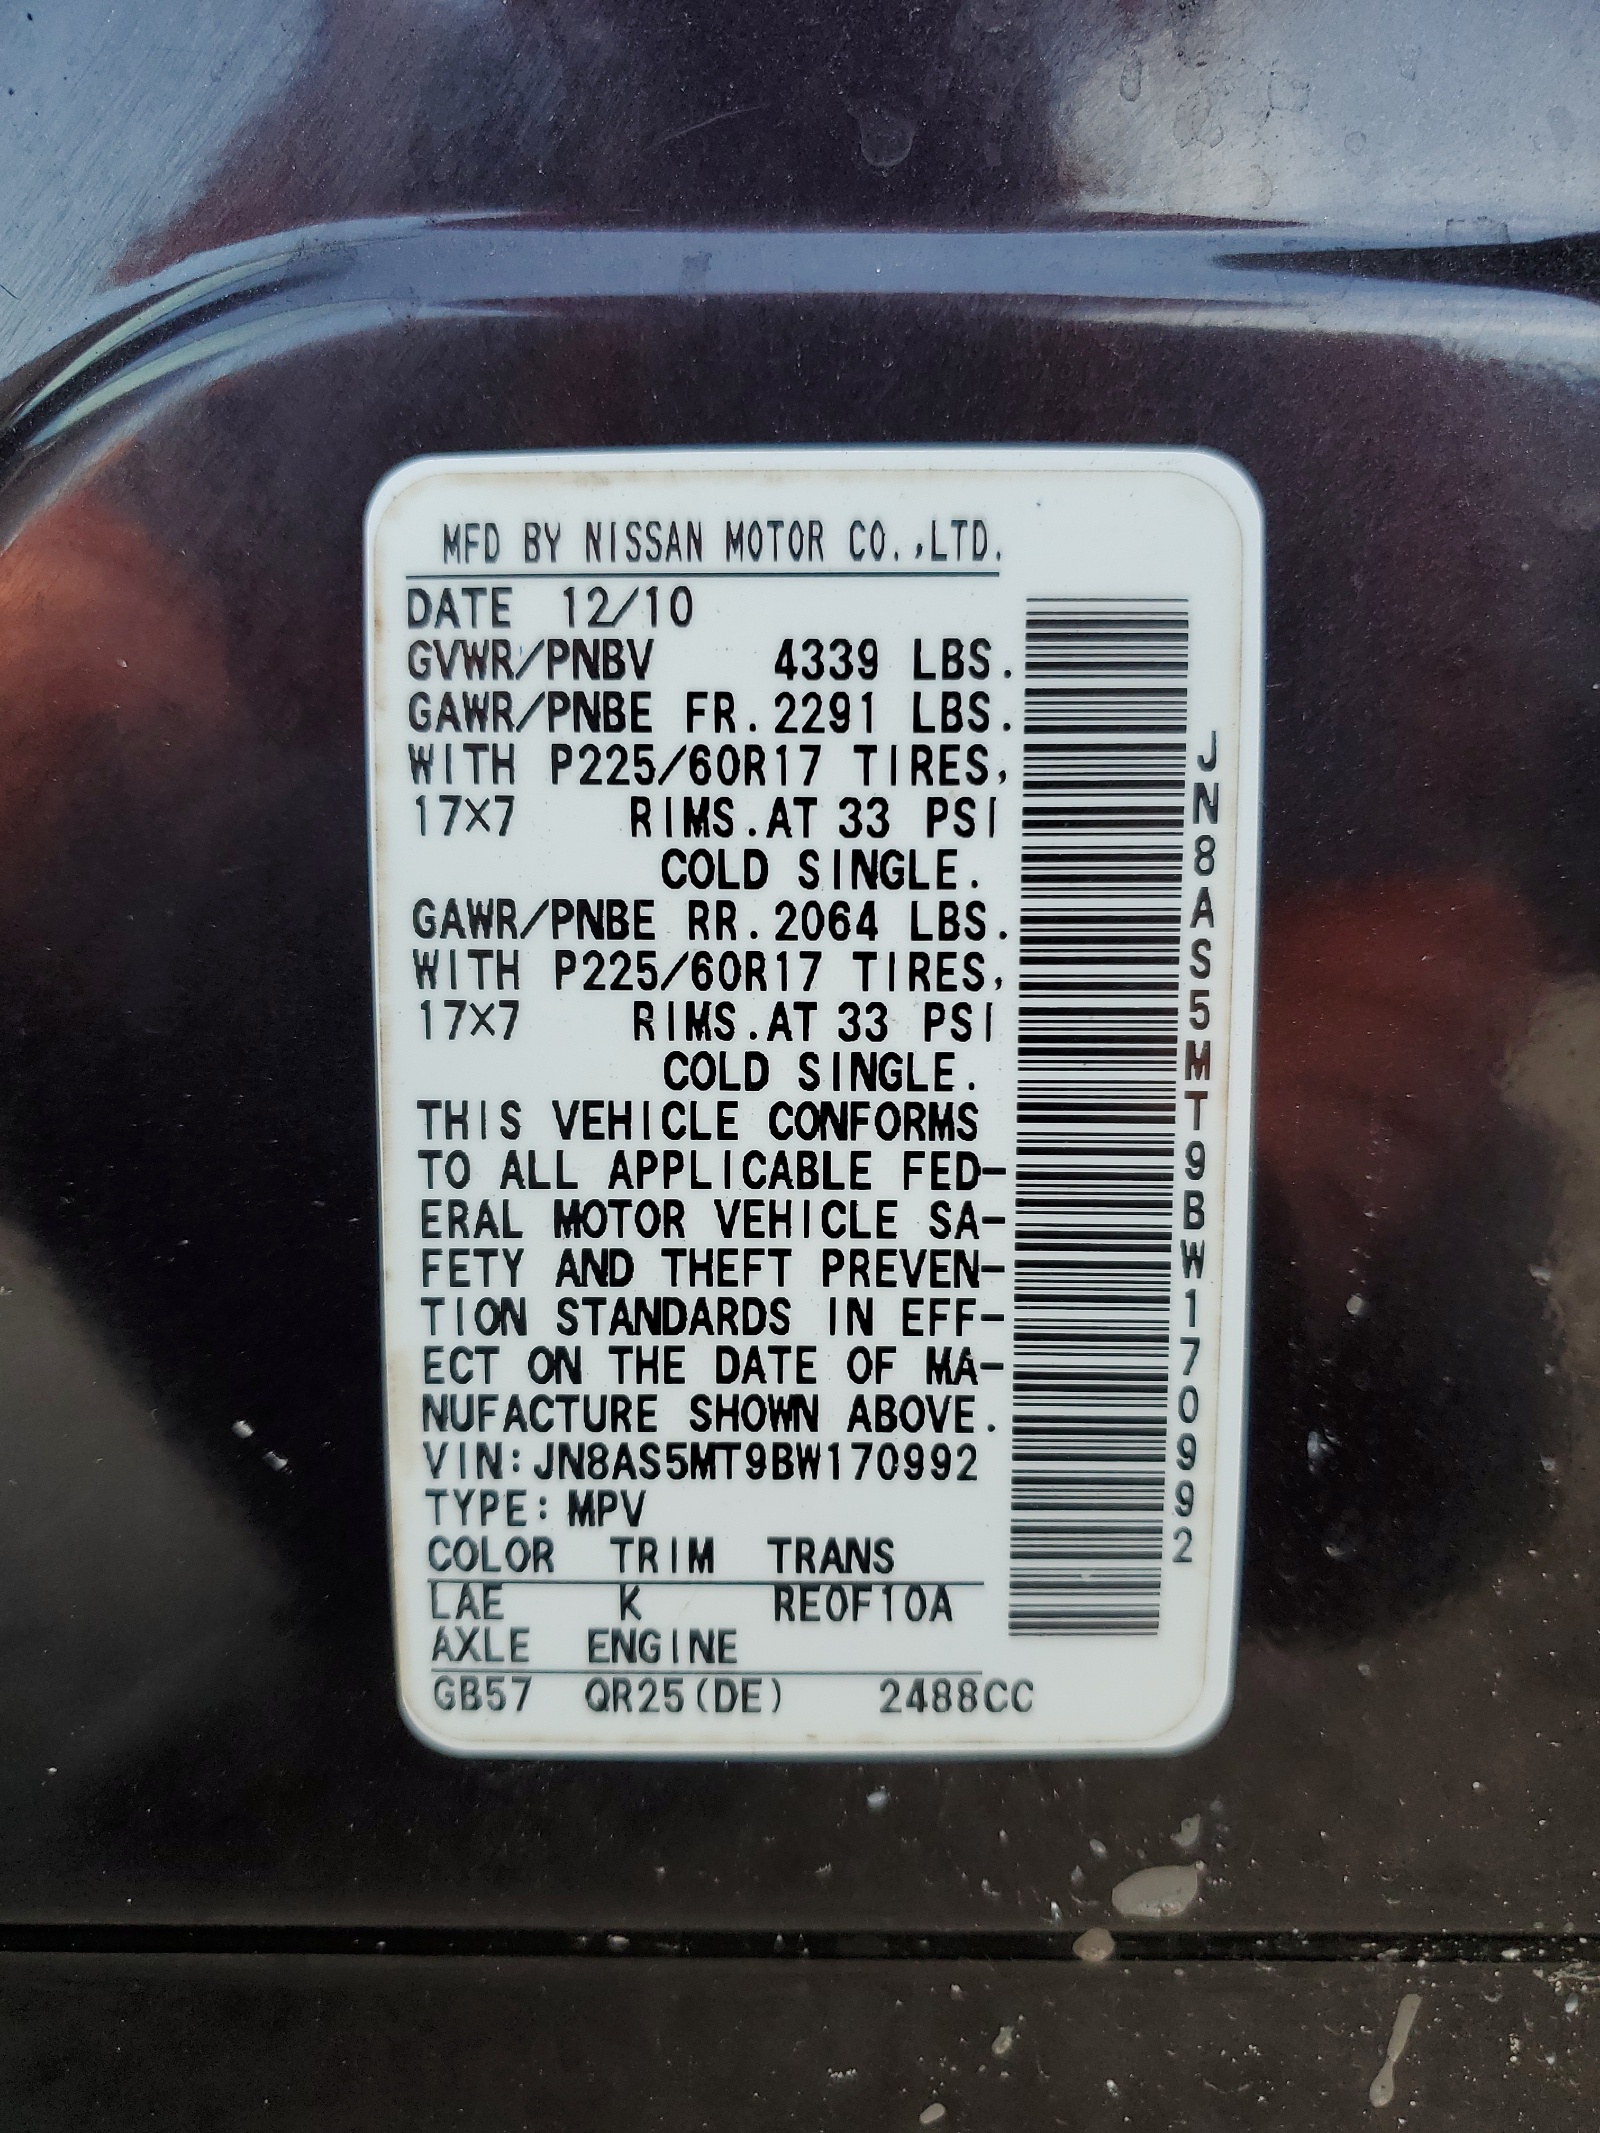 MFD BY NISSAN MOTOR CO.,LTD.
DATE 12/10
GVWR/PNBV 4339 LBS.
GAWR/PNBE FR.2291 LBS.
WITH P225/60R17 TIRES,
17X7 RIMS.AT 33 PSI
COLD SINGLE.
GAWR/PNBE RR.2064 LBS.
WITH P225/60R17 TIRES,
17X7 RIMS.AT 33 PSI
COLD SINGLE.
THIS VEHICLE CONFORMS
TO ALL APPLICABLE FED-
ERAL MOTOR VEHICLE SA-
FETY AND THEFT PREVEN-
TION STANDARDS IN EFF-
ECT ON THE DATE OF MA-
NUFACTURE SHOWN ABOVE.
VIN:JN8AS5MT9BW170992
TYPE:MPV
COLOR TRIM TRANS
LAE K RE0F10A
AXLE ENGINE
GB57 QR25(DE) 2488CC
JN8AS5MT9BW170992